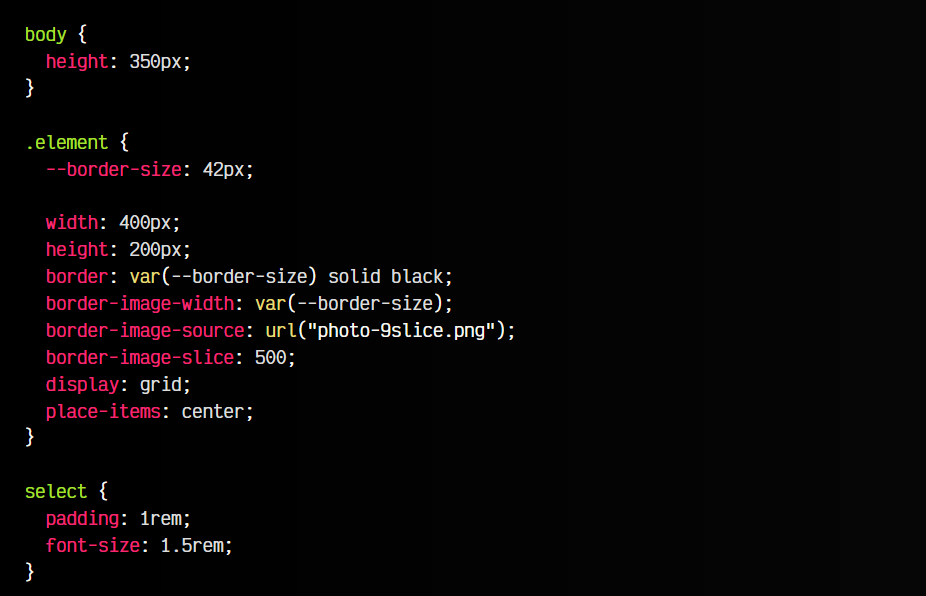 body {
  height: 350px;
}

.element {
  --border-size: 42px;

  width: 400px;
  height: 200px;
  border: var(--border-size) solid black;
  border-image-width: var(--border-size);
  border-image-source: url("photo-9slice.png");
  border-image-slice: 500;
  display: grid;
  place-items: center;
}

select {
  padding: 1rem;
  font-size: 1.5rem;
}